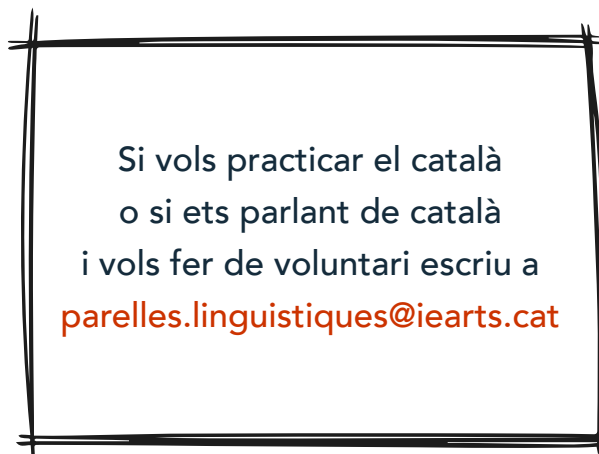 Si vols practicar el català
o si ets parlant de català
i vols fer de voluntari escriu a
parelles.linguistiques@iearts.cat